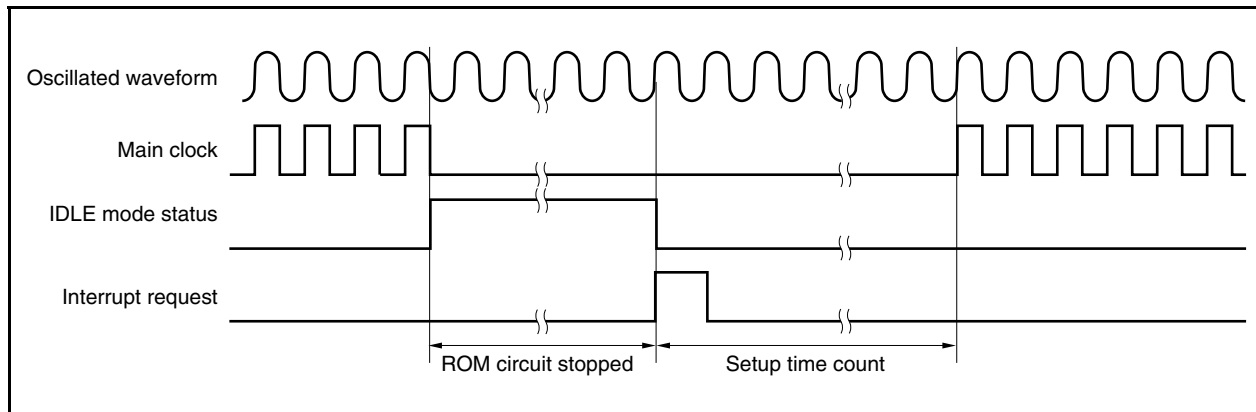 Oscillated waveform
Main clock
IDLE mode status
Interrupt request
ROM circuit stopped
Setup time count